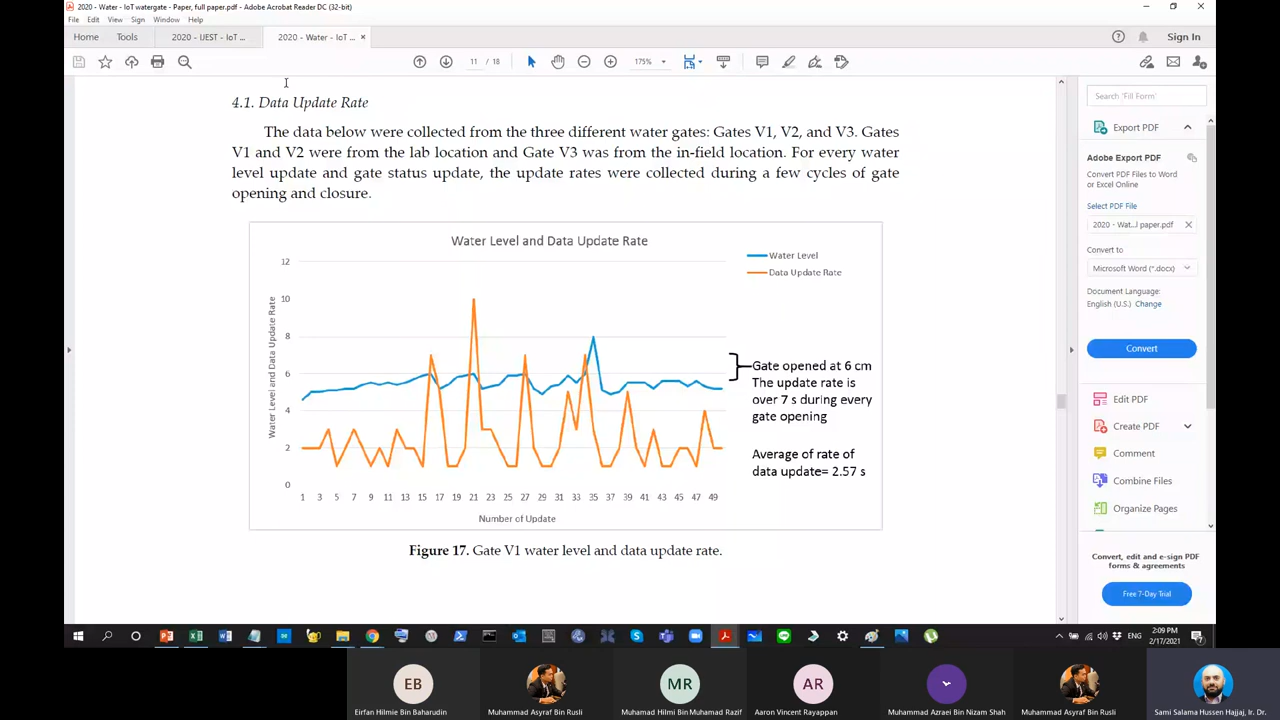 2020 - Water - IoT watergate - Paper, full paper.pdf - Adobe Acrobat Reader DC (32-bit)
File Edit View Sign Window Help
Home Tools 2020 - IJEST - IoT ... 2020 - Water - IoT ... × Sign In
11 / 18 175%
4.1. Data Update Rate
The data below were collected from the three different water gates: Gates V1, V2, and V3. Gates
V1 and V2 were from the lab location and Gate V3 was from the in-field location. For every water
level update and gate status update, the update rates were collected during a few cycles of gate
opening and closure.
Water Level and Data Update Rate
Water Level
Data Update Rate
Water Level and Data Update Rate
12
10
8
6
4
2
0
1 3 5 7 9 11 13 15 17 19 21 23 25 27 29 31 33 35 37 39 41 43 45 47 49
Number of Update
Gate opened at 6 cm
The update rate is
over 7 s during every
gate opening
Average of rate of
data update= 2.57 s
Figure 17. Gate V1 water level and data update rate.
Search 'Fill Form'
Export PDF
Adobe Export PDF
Convert PDF Files to Word
or Excel Online
Select PDF File
2020 - Wat...l paper.pdf
Convert to
Microsoft Word (*.docx)
Document Language:
English (U.S.) Change
Convert
Edit PDF
Create PDF
Comment
Combine Files
Organize Pages
Convert, edit and e-sign PDF
forms & agreements
Free 7-Day Trial
ENG
2:09 PM
2/17/2021
EB
MR
AR
Eirfan Hilmie Bin Baharudin
Muhamad Asyraf Bin Rusli
Muhamad Hilmi Bin Muhamad Razif
Aaron Vincent Rayappan
Muhammad Azraei Bin Nizam Shah
Muhamad Asyraf Bin Rusli
Sami Salama Hussen Hajjaj, Ir. Dr.